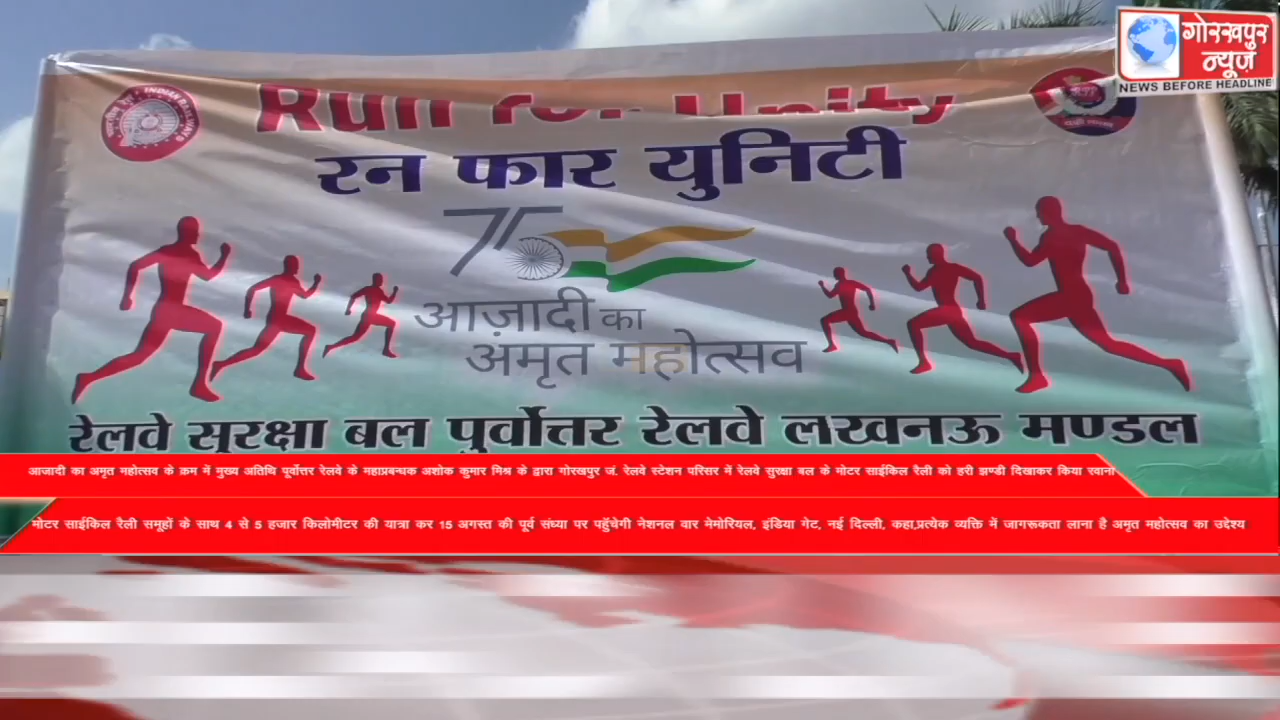 गोरखपुर
न्यूज़
NEWS BEFORE HEADLINE
Run for Unity
रन फार युनिटी
75
आज़ादी का
अमृत महोत्सव
रेलवे सुरक्षा बल पुर्वोत्तर रेलवे लखनऊ मण्डल
आजादी का अमृत महोत्सव के क्रम में मुख्य अतिथि पूर्वोत्तर रेलवे के महाप्रबन्धक अशोक कुमार मिश्र के द्वारा गोरखपुर जं. रेलवे स्टेशन परिसर में रेलवे सुरक्षा बल के मोटर साईकिल रैली को हरी झण्डी दिखाकर किया रवाना
मोटर साईकिल रैली समूहों के साथ 4 से 5 हजार किलोमीटर की यात्रा कर 15 अगस्त की पूर्व संध्या पर पहुॅचेगी नेशनल वार मेमोरियल, इंडिया गेट, नई दिल्ली, कहा,प्रत्येक व्यक्ति में जागरूकता लाना है अमृत महोत्सव का उद्देश्य